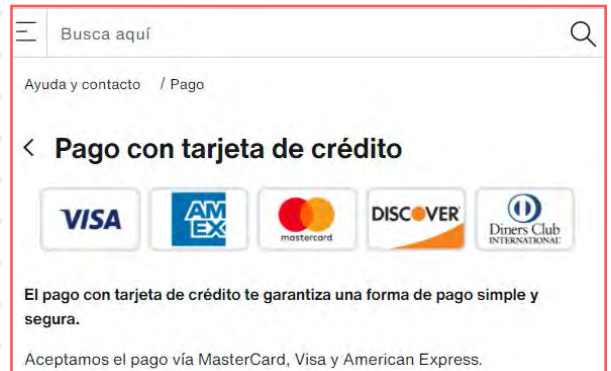 Busca aquí
Ayuda y contacto / Pago
< Pago con tarjeta de crédito
VISA AM EX mastercard DISCOVER Diners Club INTERNATIONAL
El pago con tarjeta de crédito te garantiza una forma de pago simple y
segura.
Aceptamos el pago vía MasterCard, Visa y American Express.